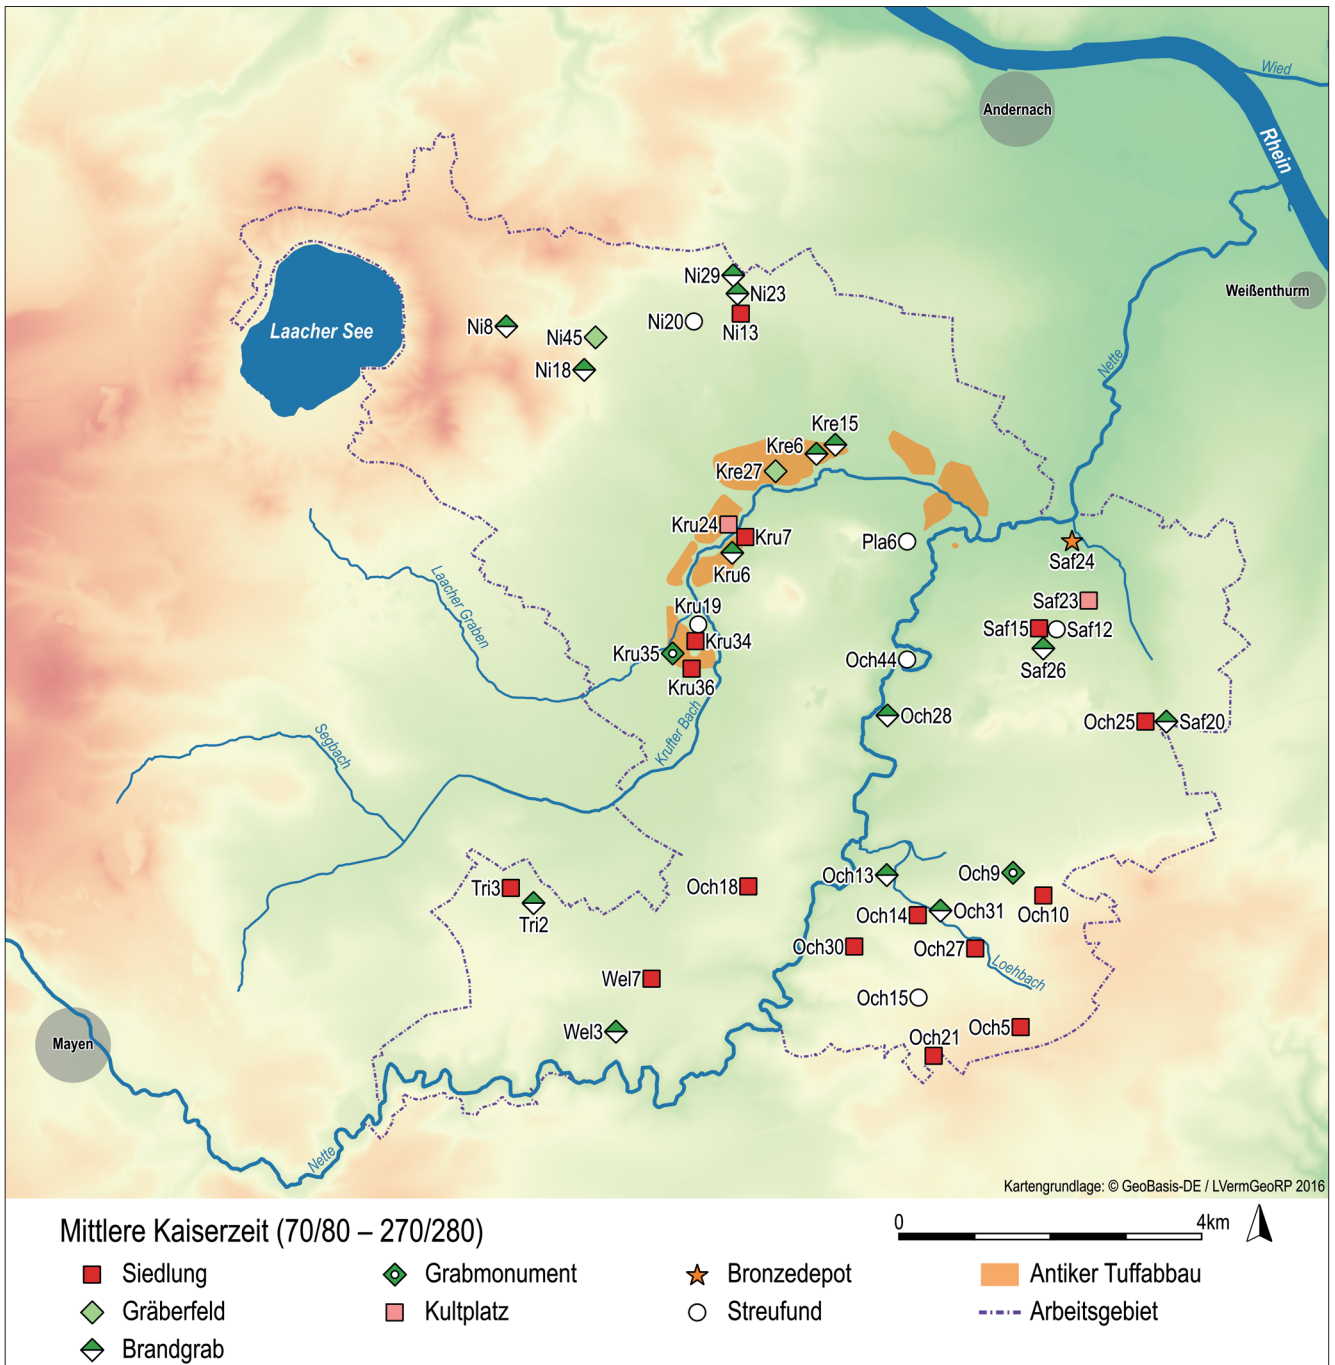 Wied
Andernach
Rhein
Weißenthurm
Ni29
Ni23
Laacher See
Ni8
Ni45
Ni20
Ni13
Ni18
Nette
Kre15
Kre6
Kre27
Kru24
Kru7
Pla6
Saf24
Kru6
Laacher Graben
Saf23
Kru19
Saf15
Saf12
Kru34
Kru35
Och44
Saf26
Kru36
Och28
Och25
Saf20
Krufter Bach
Segbach
Och13
Och9
Tri3
Och18
Och10
Tri2
Och14
Och31
Och30
Och27
Loehbach
Wel7
Och15
Wel3
Och5
Och21
Mayen
Nette
Kartengrundlage: © GeoBasis-DE / LVermGeoRP 2016
Mittlere Kaiserzeit (70/80 – 270/280)
0 4km
Siedlung Grabmonument Bronzedepot Antiker Tuffabbau
Gräberfeld Kultplatz Streufund Arbeitsgebiet
Brandgrab